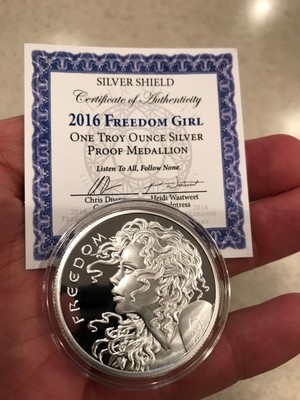 SILVER SHIELD
Certificate of Authenticity
2016 FREEDOM GIRL
ONE TROY OUNCE SILVER
PROOF MEDALLION
Listen To All, Follow None.
Chris Duane Heidi Wastweet
2016
FREEDOM